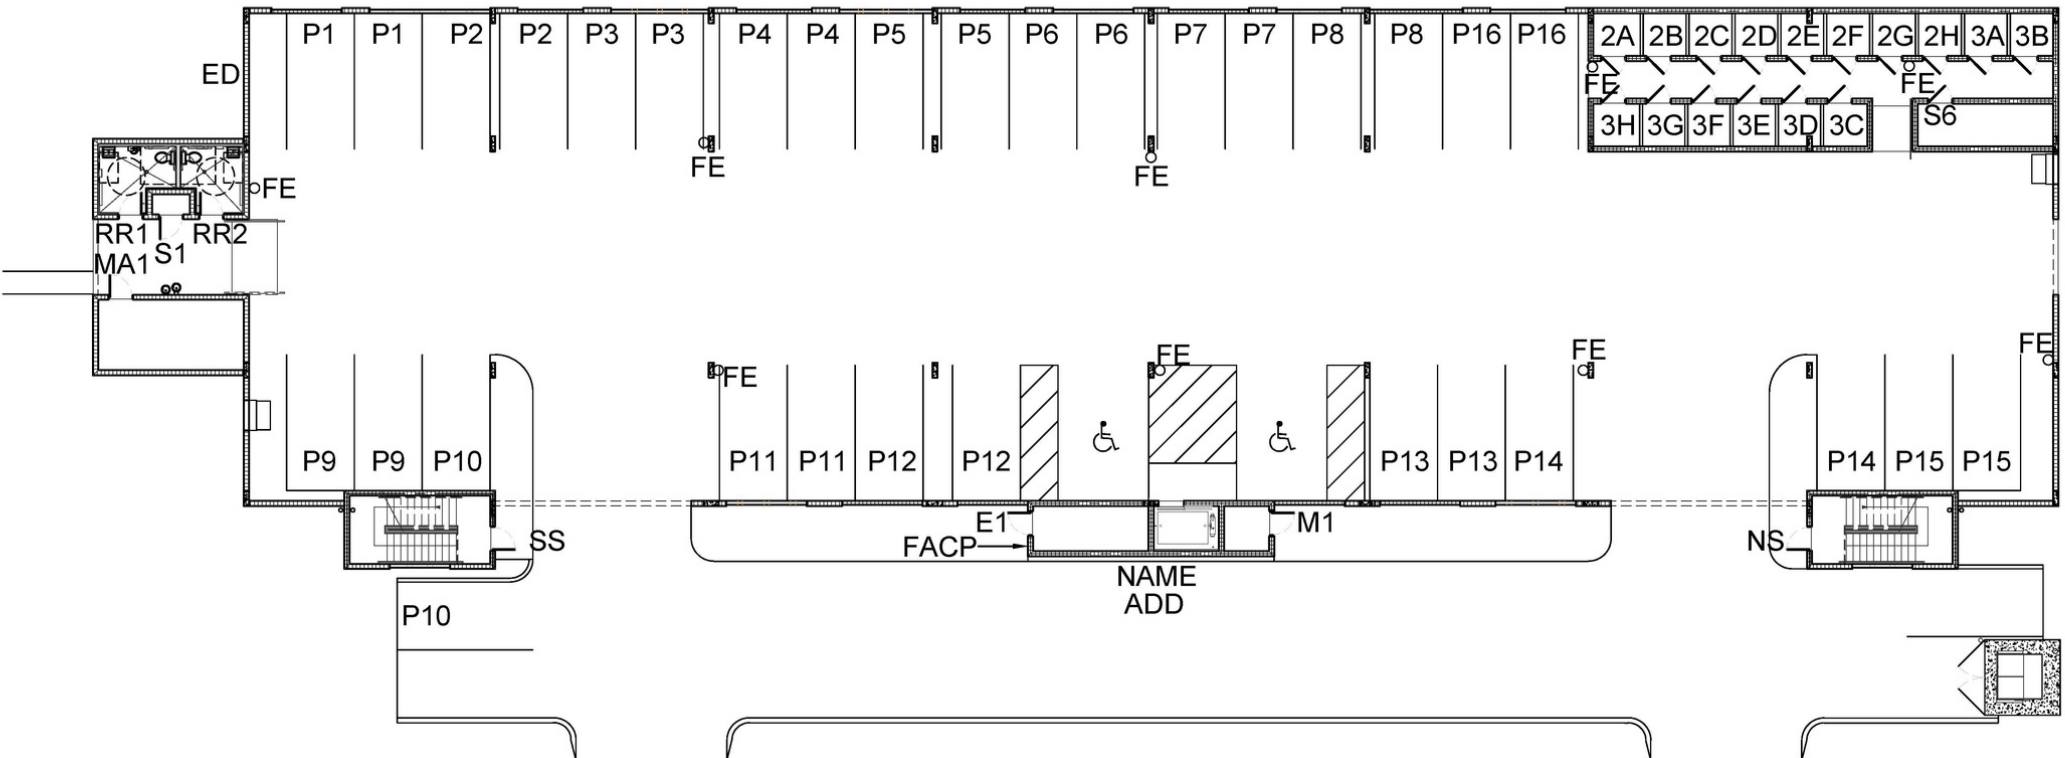 P1 P1 P2 P2 P3 P3 P4 P4 P5 P5 P6 P6 P7 P7 P8 P8 P16 P16 2A 2B 2C 2D 2E 2F 2G 2H 3A 3B
ED
FE FE
S6
3H 3G 3F 3E 3D 3C
FE FE
FE
RR1 RR2
S1
MA1
FE FE FE
FE
P9 P9 P10 P11 P11 P12 P12 P13 P13 P14 P14 P15 P15
E1 M1
SS FACP NS
NAME
ADD
P10